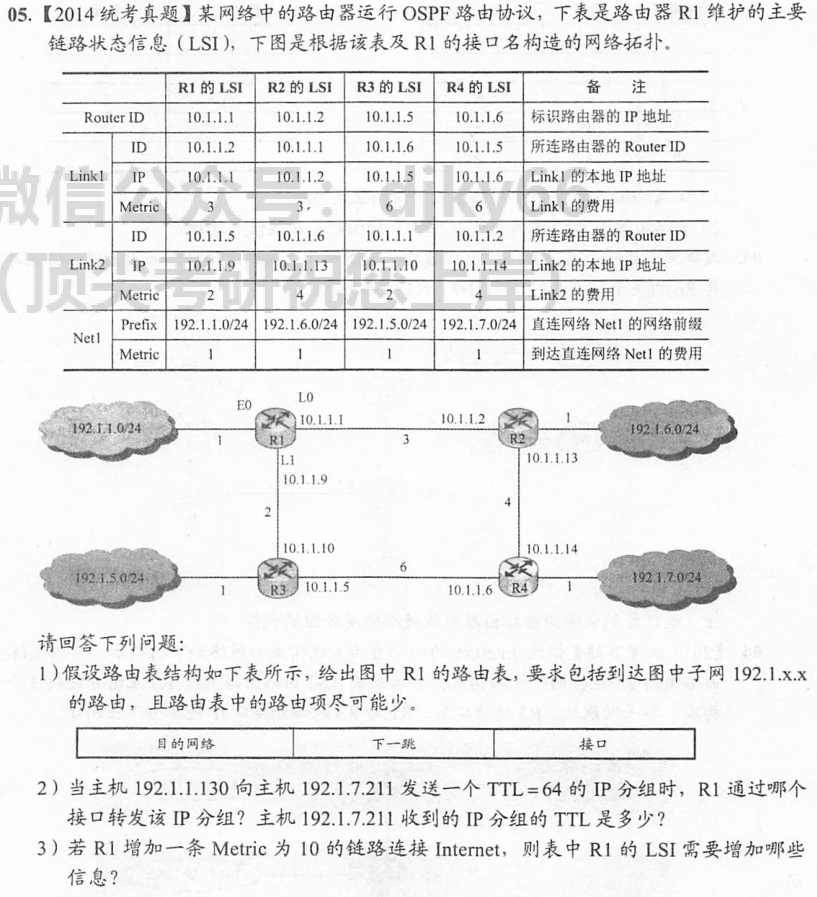 05.【2014 统考真题】某网络中的路由器运行 OSPF 路由协议，下表是路由器 R1 维护的主要
链路状态信息（LSI），下图是根据该表及 R1 的接口名构造的网络拓扑。
R1 的 LSI R2 的 LSI R3 的 LSI R4 的 LSI 备 注
Router ID 10.1.1.1 10.1.1.2 10.1.1.5 10.1.1.6 标识路由器的 IP 地址
Link1 ID 10.1.1.2 10.1.1.1 10.1.1.6 10.1.1.5 所连路由器的 Router ID
IP 10.1.1.1 10.1.1.2 10.1.1.5 10.1.1.6 Link1 的本地 IP 地址
Metric 3 3 6 6 Link1 的费用
Link2 ID 10.1.1.5 10.1.1.6 10.1.1.1 10.1.1.2 所连路由器的 Router ID
IP 10.1.1.9 10.1.1.13 10.1.1.10 10.1.1.14 Link2 的本地 IP 地址
Metric 2 4 2 4 Link2 的费用
Net1 Prefix 192.1.1.0/24 192.1.6.0/24 192.1.5.0/24 192.1.7.0/24 直连网络 Net1 的网络前缀
Metric 1 1 1 1 到达直连网络 Net1 的费用
微信公众号：djky66
（顶尖考研祝您上岸）
E0 L0
192.1.1.0/24 1 R1 10.1.1.1 3 10.1.1.2 R2 1 192.1.6.0/24
L1
10.1.1.9 10.1.1.13
2 4
10.1.1.10 10.1.1.14
192.1.5.0/24 1 R3 10.1.1.5 6 10.1.1.6 R4 1 192.1.7.0/24
请回答下列问题：
1）假设路由表结构如下表所示，给出图中 R1 的路由表，要求包括到达图中子网 192.1.x.x
的路由，且路由表中的路由项尽可能少。
目的网络 下一跳 接口
2）当主机 192.1.1.130 向主机 192.1.7.211 发送一个 TTL=64 的 IP 分组时，R1 通过哪个
接口转发该 IP 分组？主机 192.1.7.211 收到的 IP 分组的 TTL 是多少？
3）若 R1 增加一条 Metric 为 10 的链路连接 Internet，则表中 R1 的 LSI 需要增加哪些
信息？